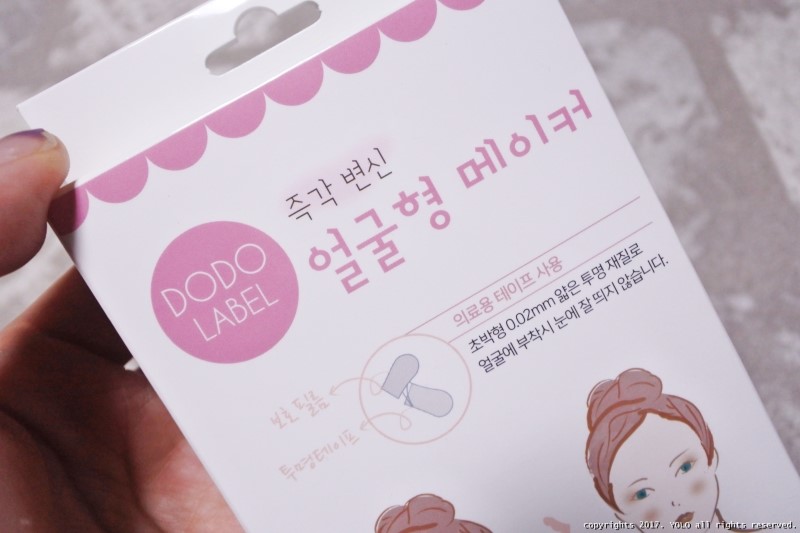 즉각 변신
얼굴형 메이커
DODO
LABEL
의료용 테이프 사용
초박형 0.02mm 얇은 투명 재질로
얼굴에 부착시 눈에 잘 띄지 않습니다.
보호필름
투명테이프
copyrights 2017. YOLO all rights reserved.